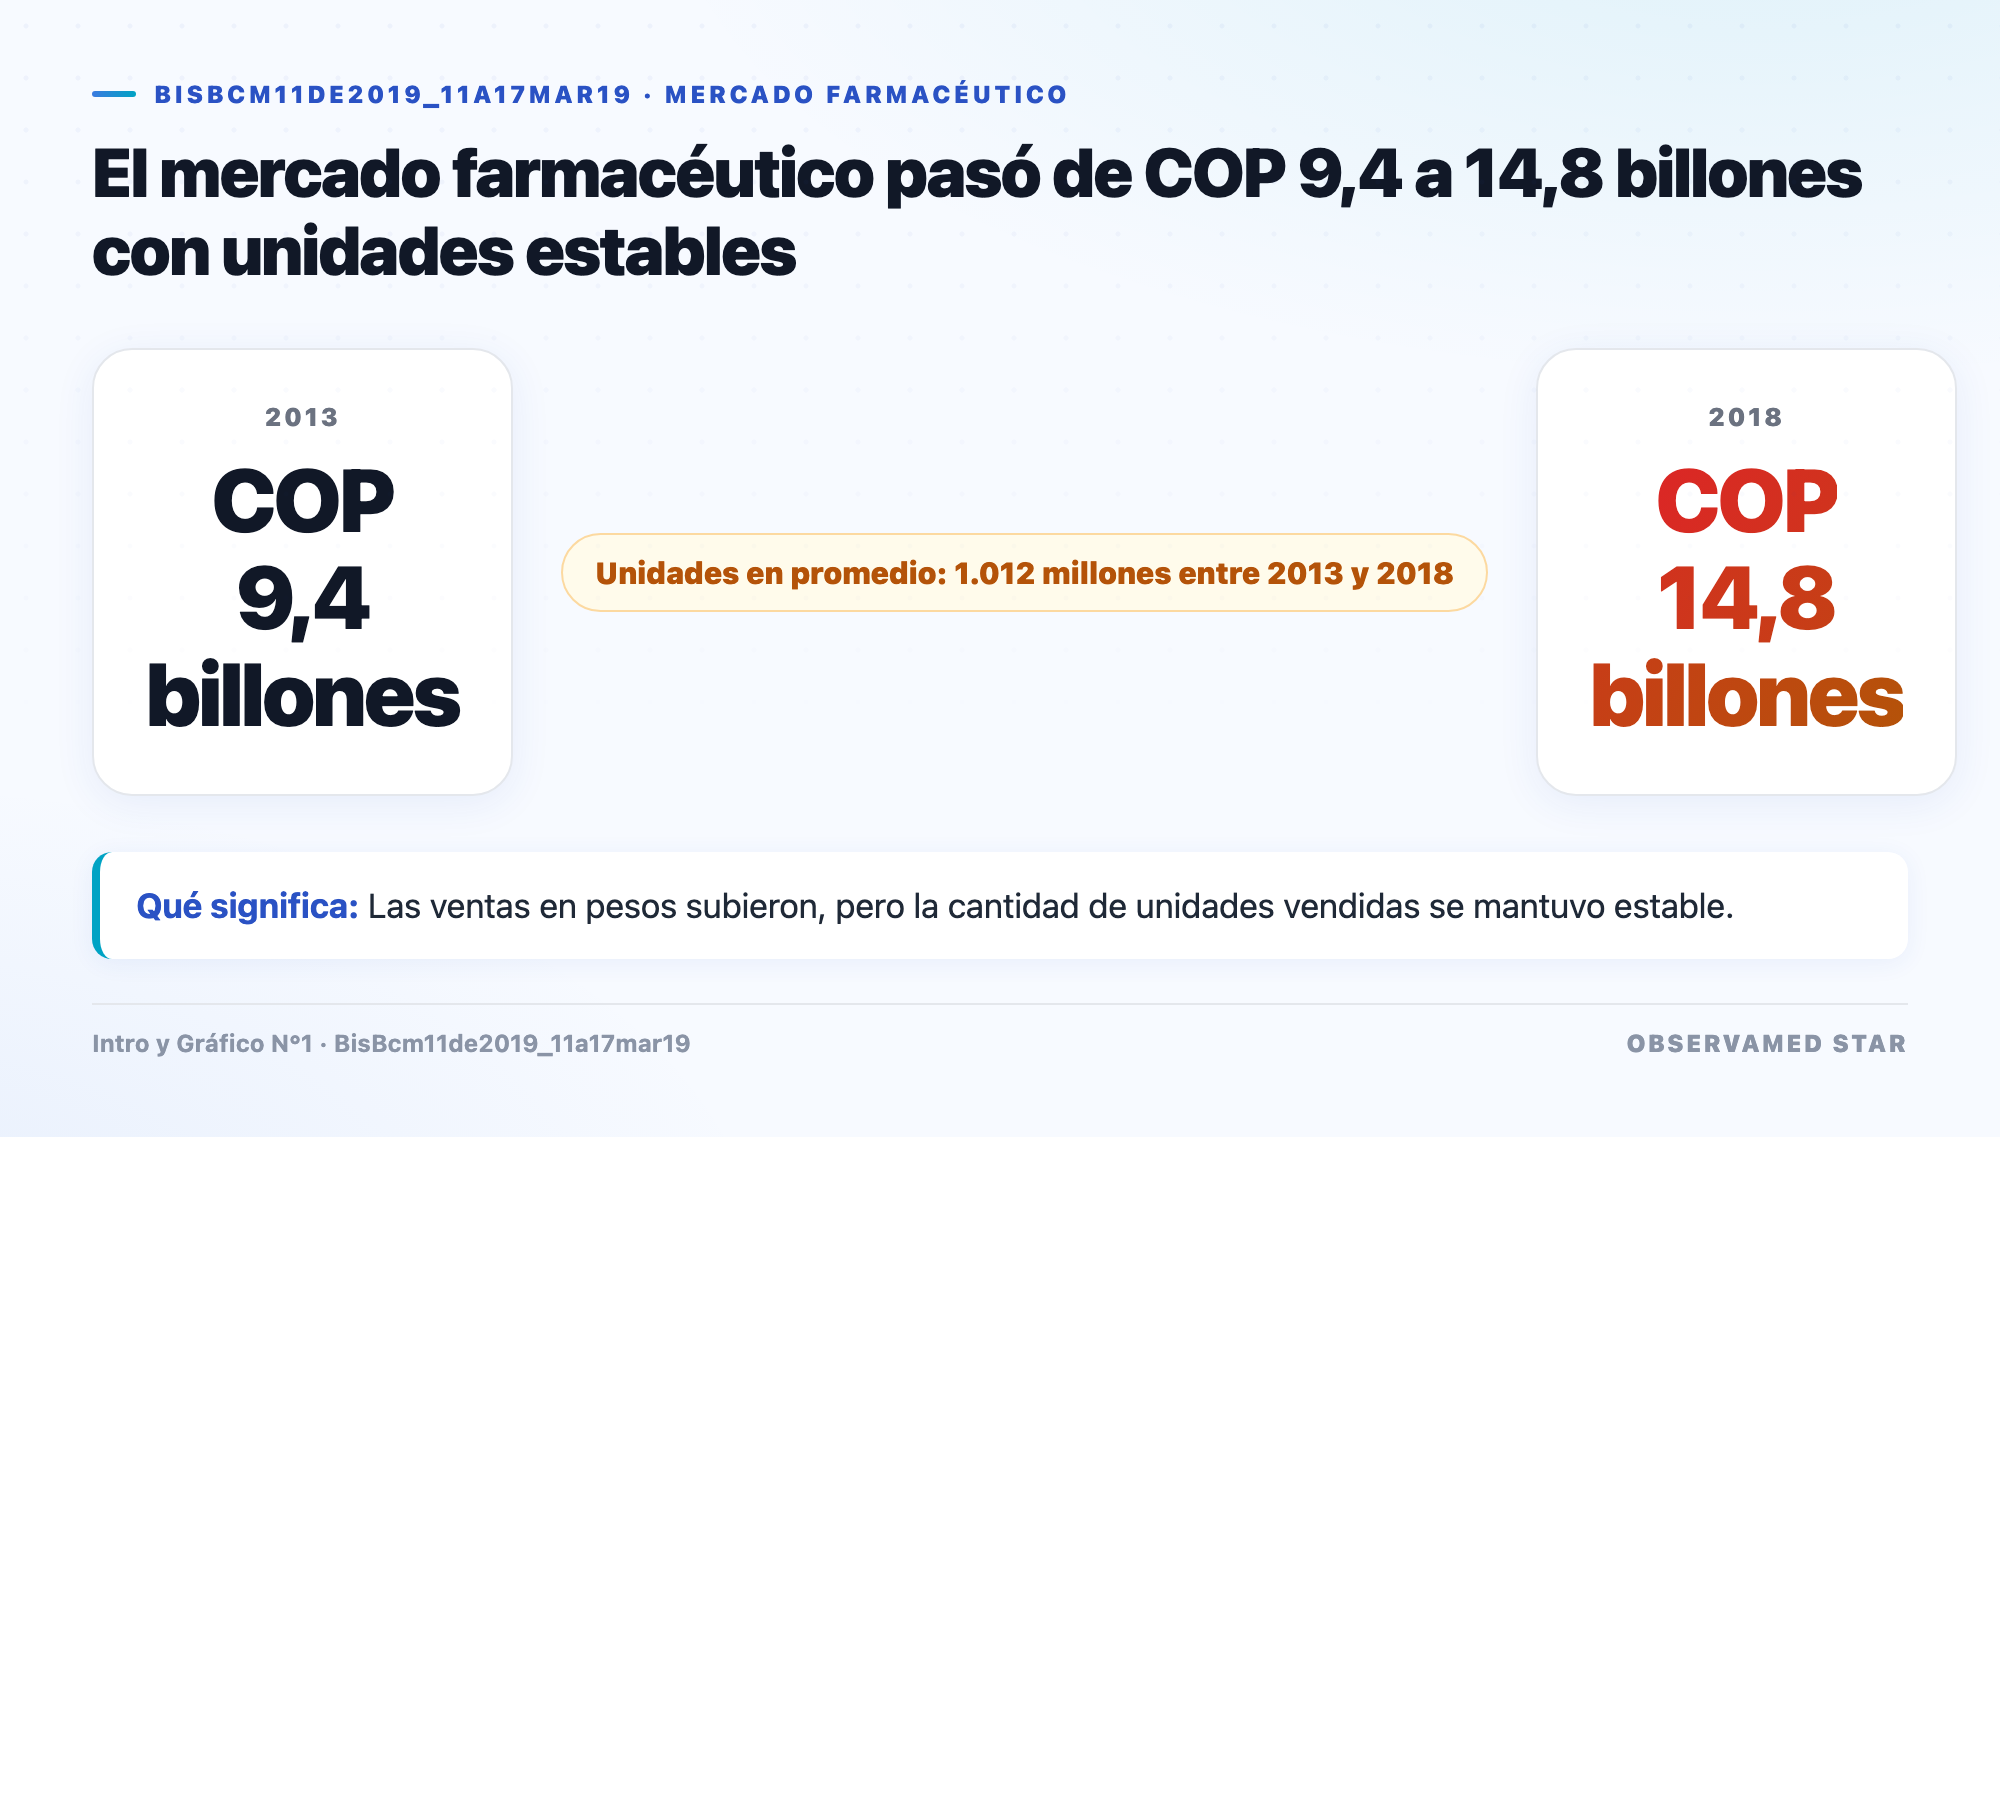 BISBCM11DE2019_11A17MAR19 · MERCADO FARMACÉUTICO
El mercado farmacéutico pasó de COP 9,4 a 14,8 billones
con unidades estables
2013
COP
9,4
billones
Unidades en promedio: 1.012 millones entre 2013 y 2018
2018
COP
14,8
billones
Qué significa: Las ventas en pesos subieron, pero la cantidad de unidades vendidas se mantuvo estable.
Intro y Gráfico N°1 · BisBcm11de2019_11a17mar19
OBSERVAMED STAR